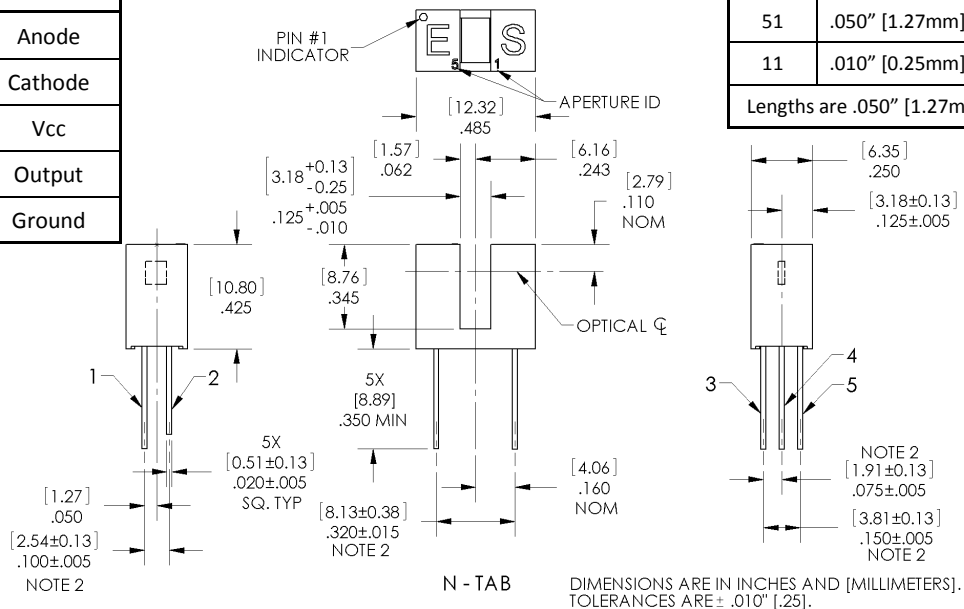 Anode
Cathode
Vcc
Output
Ground
51 .050” [1.27mm]
11 .010” [0.25mm]
Lengths are .050” [1.27m
PIN #1
INDICATOR
E S
5 1
APERTURE ID
[12.32]
.485
[1.57]
.062
[6.16]
.243
[3.18 +0.13 -0.25]
.125 +.005 -.010
[2.79]
.110
NOM
[6.35]
.250
[3.18±0.13]
.125±.005
[10.80]
.425
[8.76]
.345
OPTICAL ℄
1
2
5X
[8.89]
.350 MIN
3
4
5
5X
[0.51±0.13]
.020±.005
SQ. TYP
[1.27]
.050
[2.54±0.13]
.100±.005
NOTE 2
[8.13±0.38]
.320±.015
NOTE 2
[4.06]
.160
NOM
NOTE 2
[1.91±0.13]
.075±.005
[3.81±0.13]
.150±.005
NOTE 2
N - TAB
DIMENSIONS ARE IN INCHES AND [MILLIMETERS].
TOLERANCES ARE ± .010" [.25].